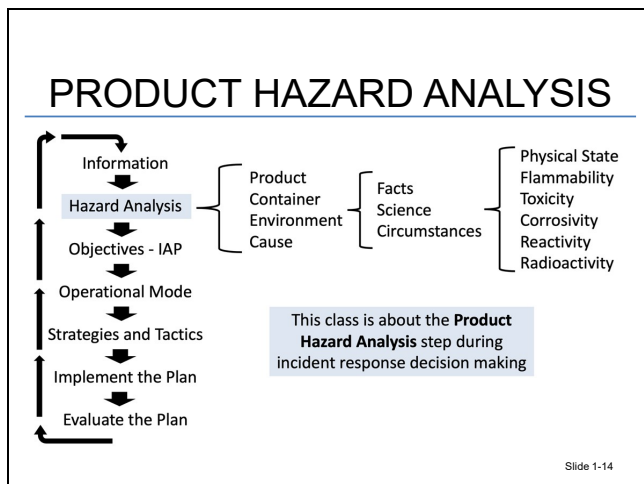 PRODUCT HAZARD ANALYSIS
Information
Hazard Analysis
Objectives - IAP
Operational Mode
Strategies and Tactics
Implement the Plan
Evaluate the Plan
Product
Container
Environment
Cause
Facts
Science
Circumstances
Physical State
Flammability
Toxicity
Corrosivity
Reactivity
Radioactivity
This class is about the Product
Hazard Analysis step during
incident response decision making
Slide 1-14